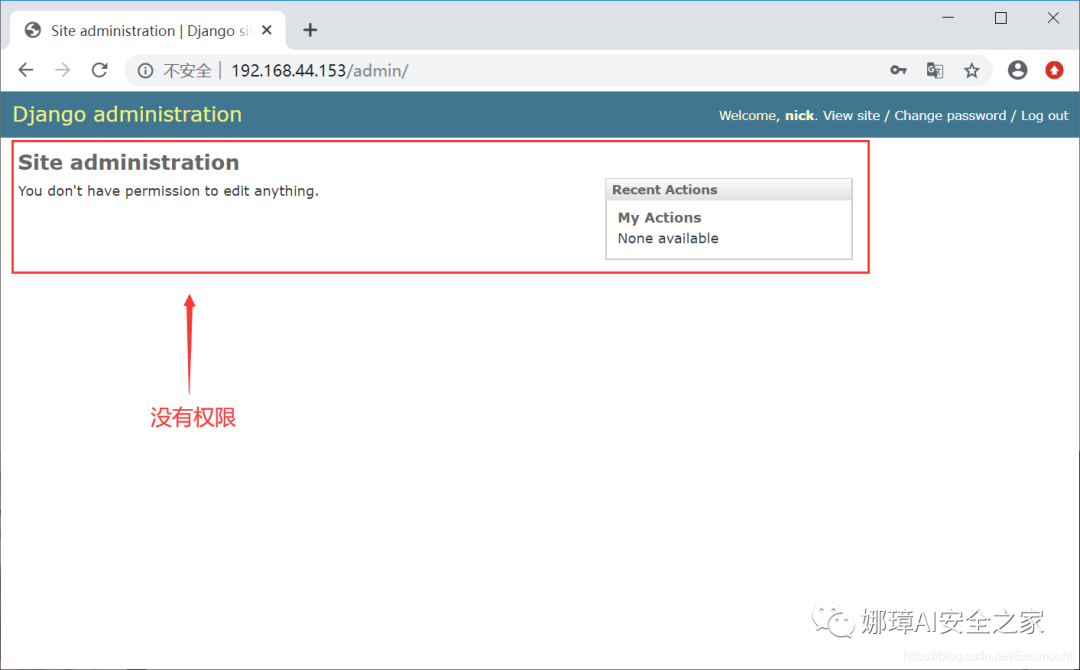 Site administration | Django si
不安全 192.168.44.153/admin/
Django administration
Welcome, nick. View site / Change password / Log out
Site administration
You don't have permission to edit anything.
Recent Actions
My Actions
None available
没有权限
娜璋AI安全之家
https://blog.csdn.net/Eastmount